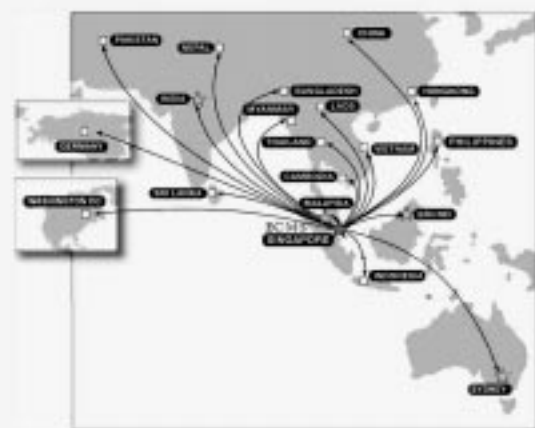 PAKISTAN
NEPAL
CHINA
INDIA
BANGLADESH
HONGKONG
MYANMAR
LAOS
GERMANY
THAILAND
VIETNAM
PHILIPPINES
CAMBODIA
SRI LANKA
WASHINGTON DC
MALAYSIA
BRUNEI
SINGAPORE
INDONESIA
SYDNEY